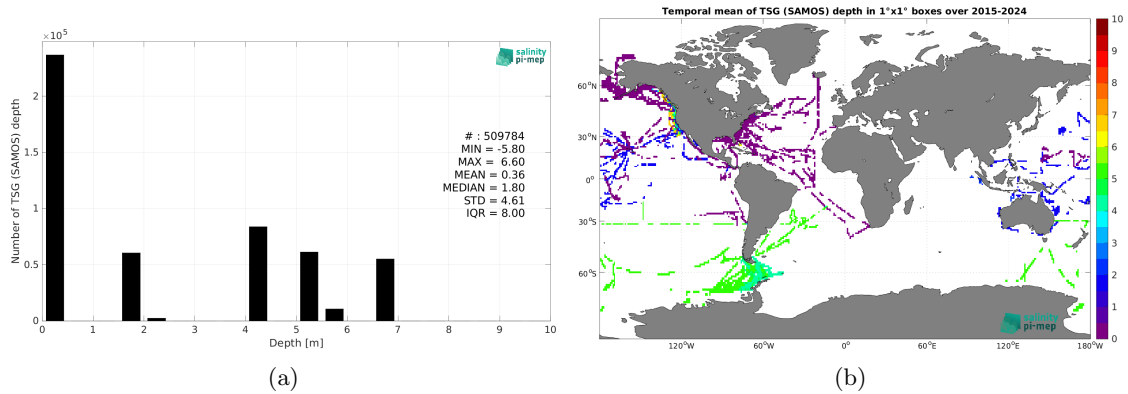 ×10^5
2
1.5
1
0.5
0
0 1 2 3 4 5 6 7 8 9 10
Number of TSG (SAMOS) depth
Depth [m]
salinity
pi-mep
# : 509784
MIN = -5.80
MAX = 6.60
MEAN = 0.36
MEDIAN = 1.80
STD = 4.61
IQR = 8.00
(a)
Temporal mean of TSG (SAMOS) depth in 1°x1° boxes over 2015-2024
60°N
30°N
0°
30°S
60°S
120°W 60°W 0°E 60°E 120°E 180°W
salinity
pi-mep
10
9
8
7
6
5
4
3
2
1
0
(b)